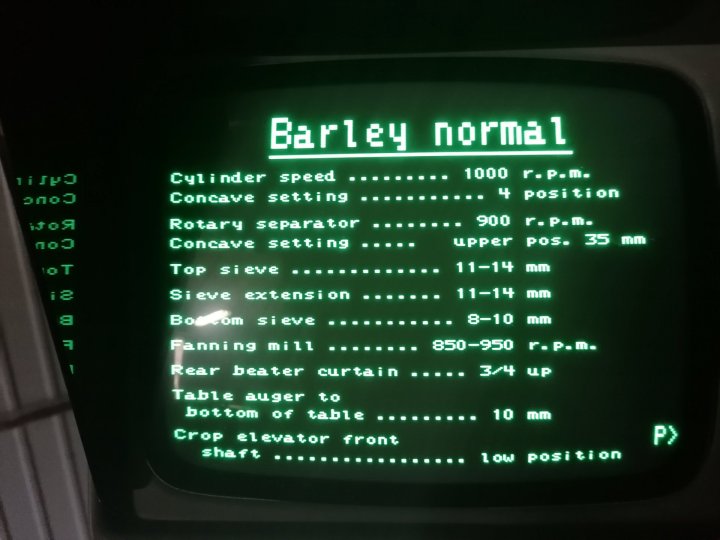 Barley normal
Cylinder speed ......... 1000 r.p.m.
Concave setting ........... 4 position
Rotary separator ........ 900 r.p.m.
Concave setting ..... upper pos. 35 mm
Top sieve ............. 11-14 mm
Sieve extension ....... 11-14 mm
Bottom sieve ........... 8-10 mm
Fanning mill ........ 850-950 r.p.m.
Rear beater curtain ..... 3/4 up
Table auger to
bottom of table ......... 10 mm
Crop elevator front
shaft ................. low position
P>